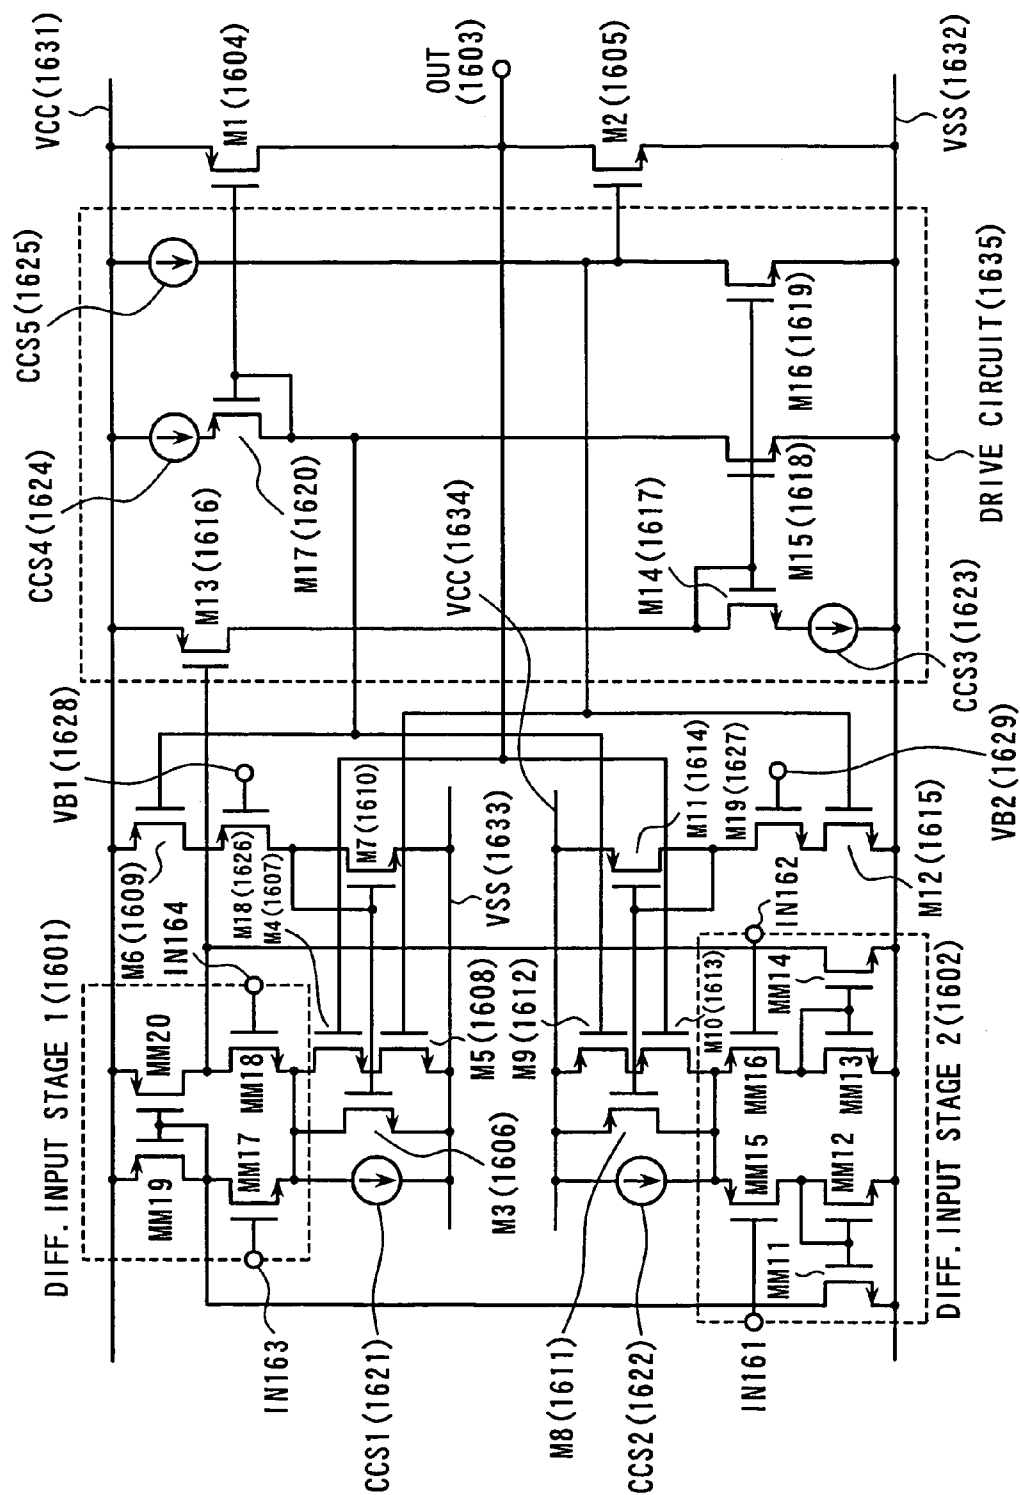 VCC(1631)
M1(1604)
OUT
(1603)
M2(1605)
VSS(1632)
CCS5(1625)
M16(1619)
DRIVE CIRCUIT(1635)
CCS4(1624)
M17(1620)
VCC(1634)
M15(1618)
M13(1616)
M14(1617)
CCS3(1623)
VB1(1628)
M7(1610)
M11(1614)
M19(1627)
VB2(1629)
M6(1609)
M18(1626)
M4(1607)
VSS(1633)
IN162
M12(1615)
DIFF. INPUT STAGE 1(1601)
IN164
MM20
MM18
M5(1608)
M9(1612)
M10(1613)
MM14
MM16
MM13
DIFF. INPUT STAGE 2(1602)
MM19
MM17
M3(1606)
MM15
MM12
MM11
IN163
CCS1(1621)
M8(1611)
CCS2(1622)
IN161